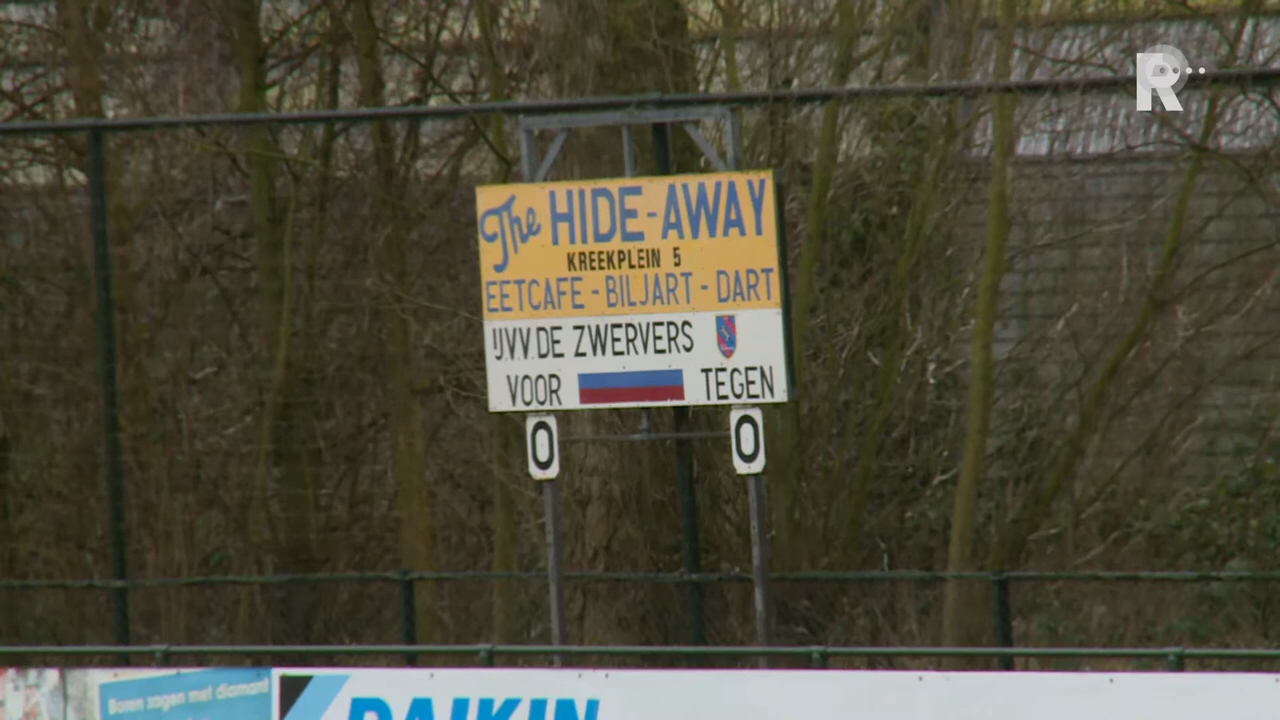 R
The HIDE-AWAY
KREEKPLEIN 5
EETCAFE - BILJART - DART
IJ.V.V. DE ZWERVERS
VOOR TEGEN
0 0
Boren zagen met diamant
DAIKIN